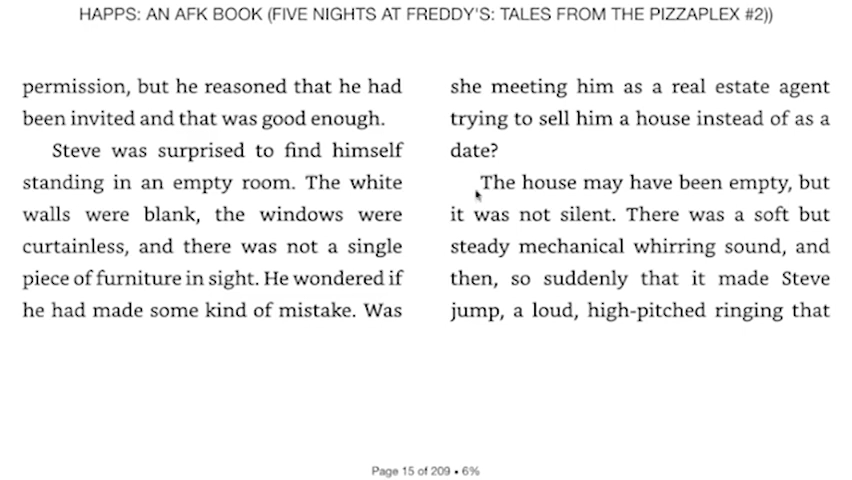 HAPPS: AN AFK BOOK (FIVE NIGHTS AT FREDDY'S: TALES FROM THE PIZZAPLEX #2))
permission, but he reasoned that he had
been invited and that was good enough.
Steve was surprised to find himself
standing in an empty room. The white
walls were blank, the windows were
curtainless, and there was not a single
piece of furniture in sight. He wondered if
he had made some kind of mistake. Was
she meeting him as a real estate agent
trying to sell him a house instead of as a
date?
The house may have been empty, but
it was not silent. There was a soft but
steady mechanical whirring sound, and
then, so suddenly that it made Steve
jump, a loud, high-pitched ringing that
Page 15 of 209 • 6%